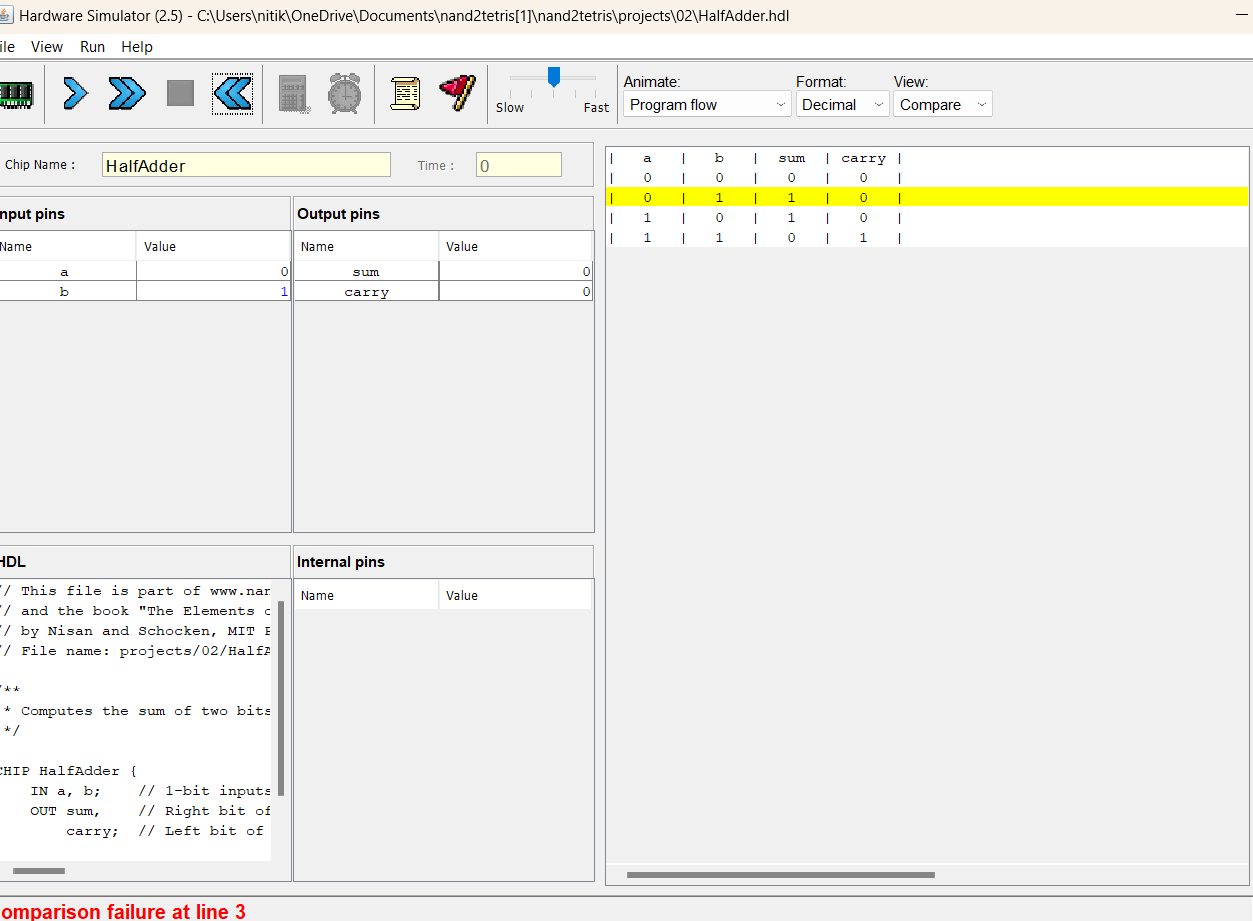 Hardware Simulator (2.5) - C:\Users\nitik\OneDrive\Documents\nand2tetris[1]\nand2tetris\projects\02\HalfAdder.hdl
ile View Run Help
Slow Fast
Animate: Format: View:
Program flow Decimal Compare
Chip Name : HalfAdder Time : 0
nput pins
Name Value
a 0
b 1
Output pins
Name Value
sum 0
carry 0
HDL
/ This file is part of www.nan
/ and the book "The Elements o
/ by Nisan and Schocken, MIT P
/ File name: projects/02/HalfA
/**
* Computes the sum of two bits
*/
CHIP HalfAdder {
IN a, b; // 1-bit inputs
OUT sum, // Right bit of
carry; // Left bit of
Internal pins
Name Value
| a | b | sum | carry |
| 0 | 0 | 0 | 0 |
| 0 | 1 | 1 | 0 |
| 1 | 0 | 1 | 0 |
| 1 | 1 | 0 | 1 |
omparison failure at line 3